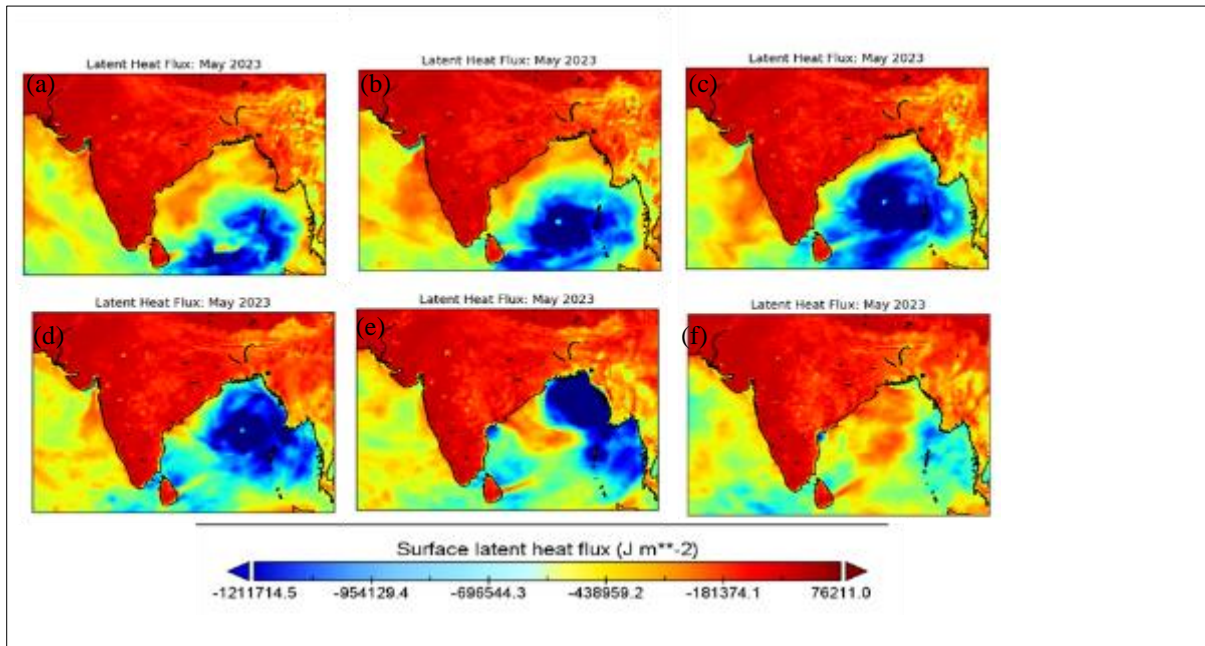 Latent Heat Flux: May 2023
(a)
Latent Heat Flux: May 2023
(b)
Latent Heat Flux: May 2023
(c)
Latent Heat Flux: May 2023
(d)
Latent Heat Flux: May 2023
(e)
Latent Heat Flux: May 2023
(f)
Surface latent heat flux (J m**-2)
-1211714.5 -954129.4 -696544.3 -438959.2 -181374.1 76211.0